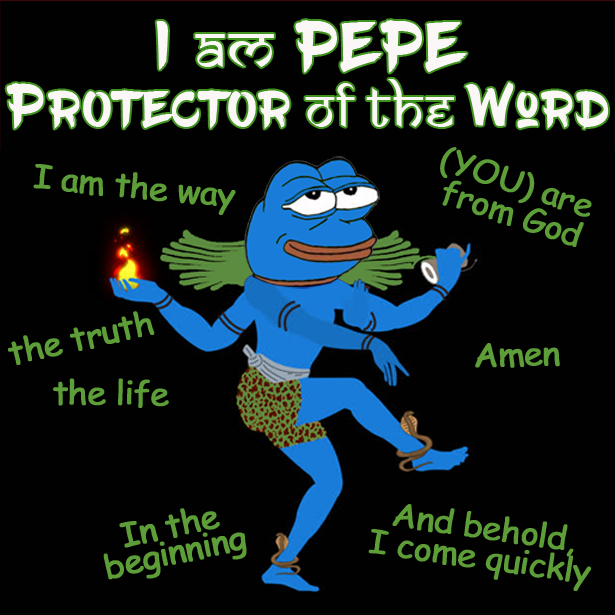 I am PEPE
PROTECTOR of the WORD
I am the way
(YOU) are
from God
the truth
Amen
the life
In the
beginning
And behold,
I come quickly